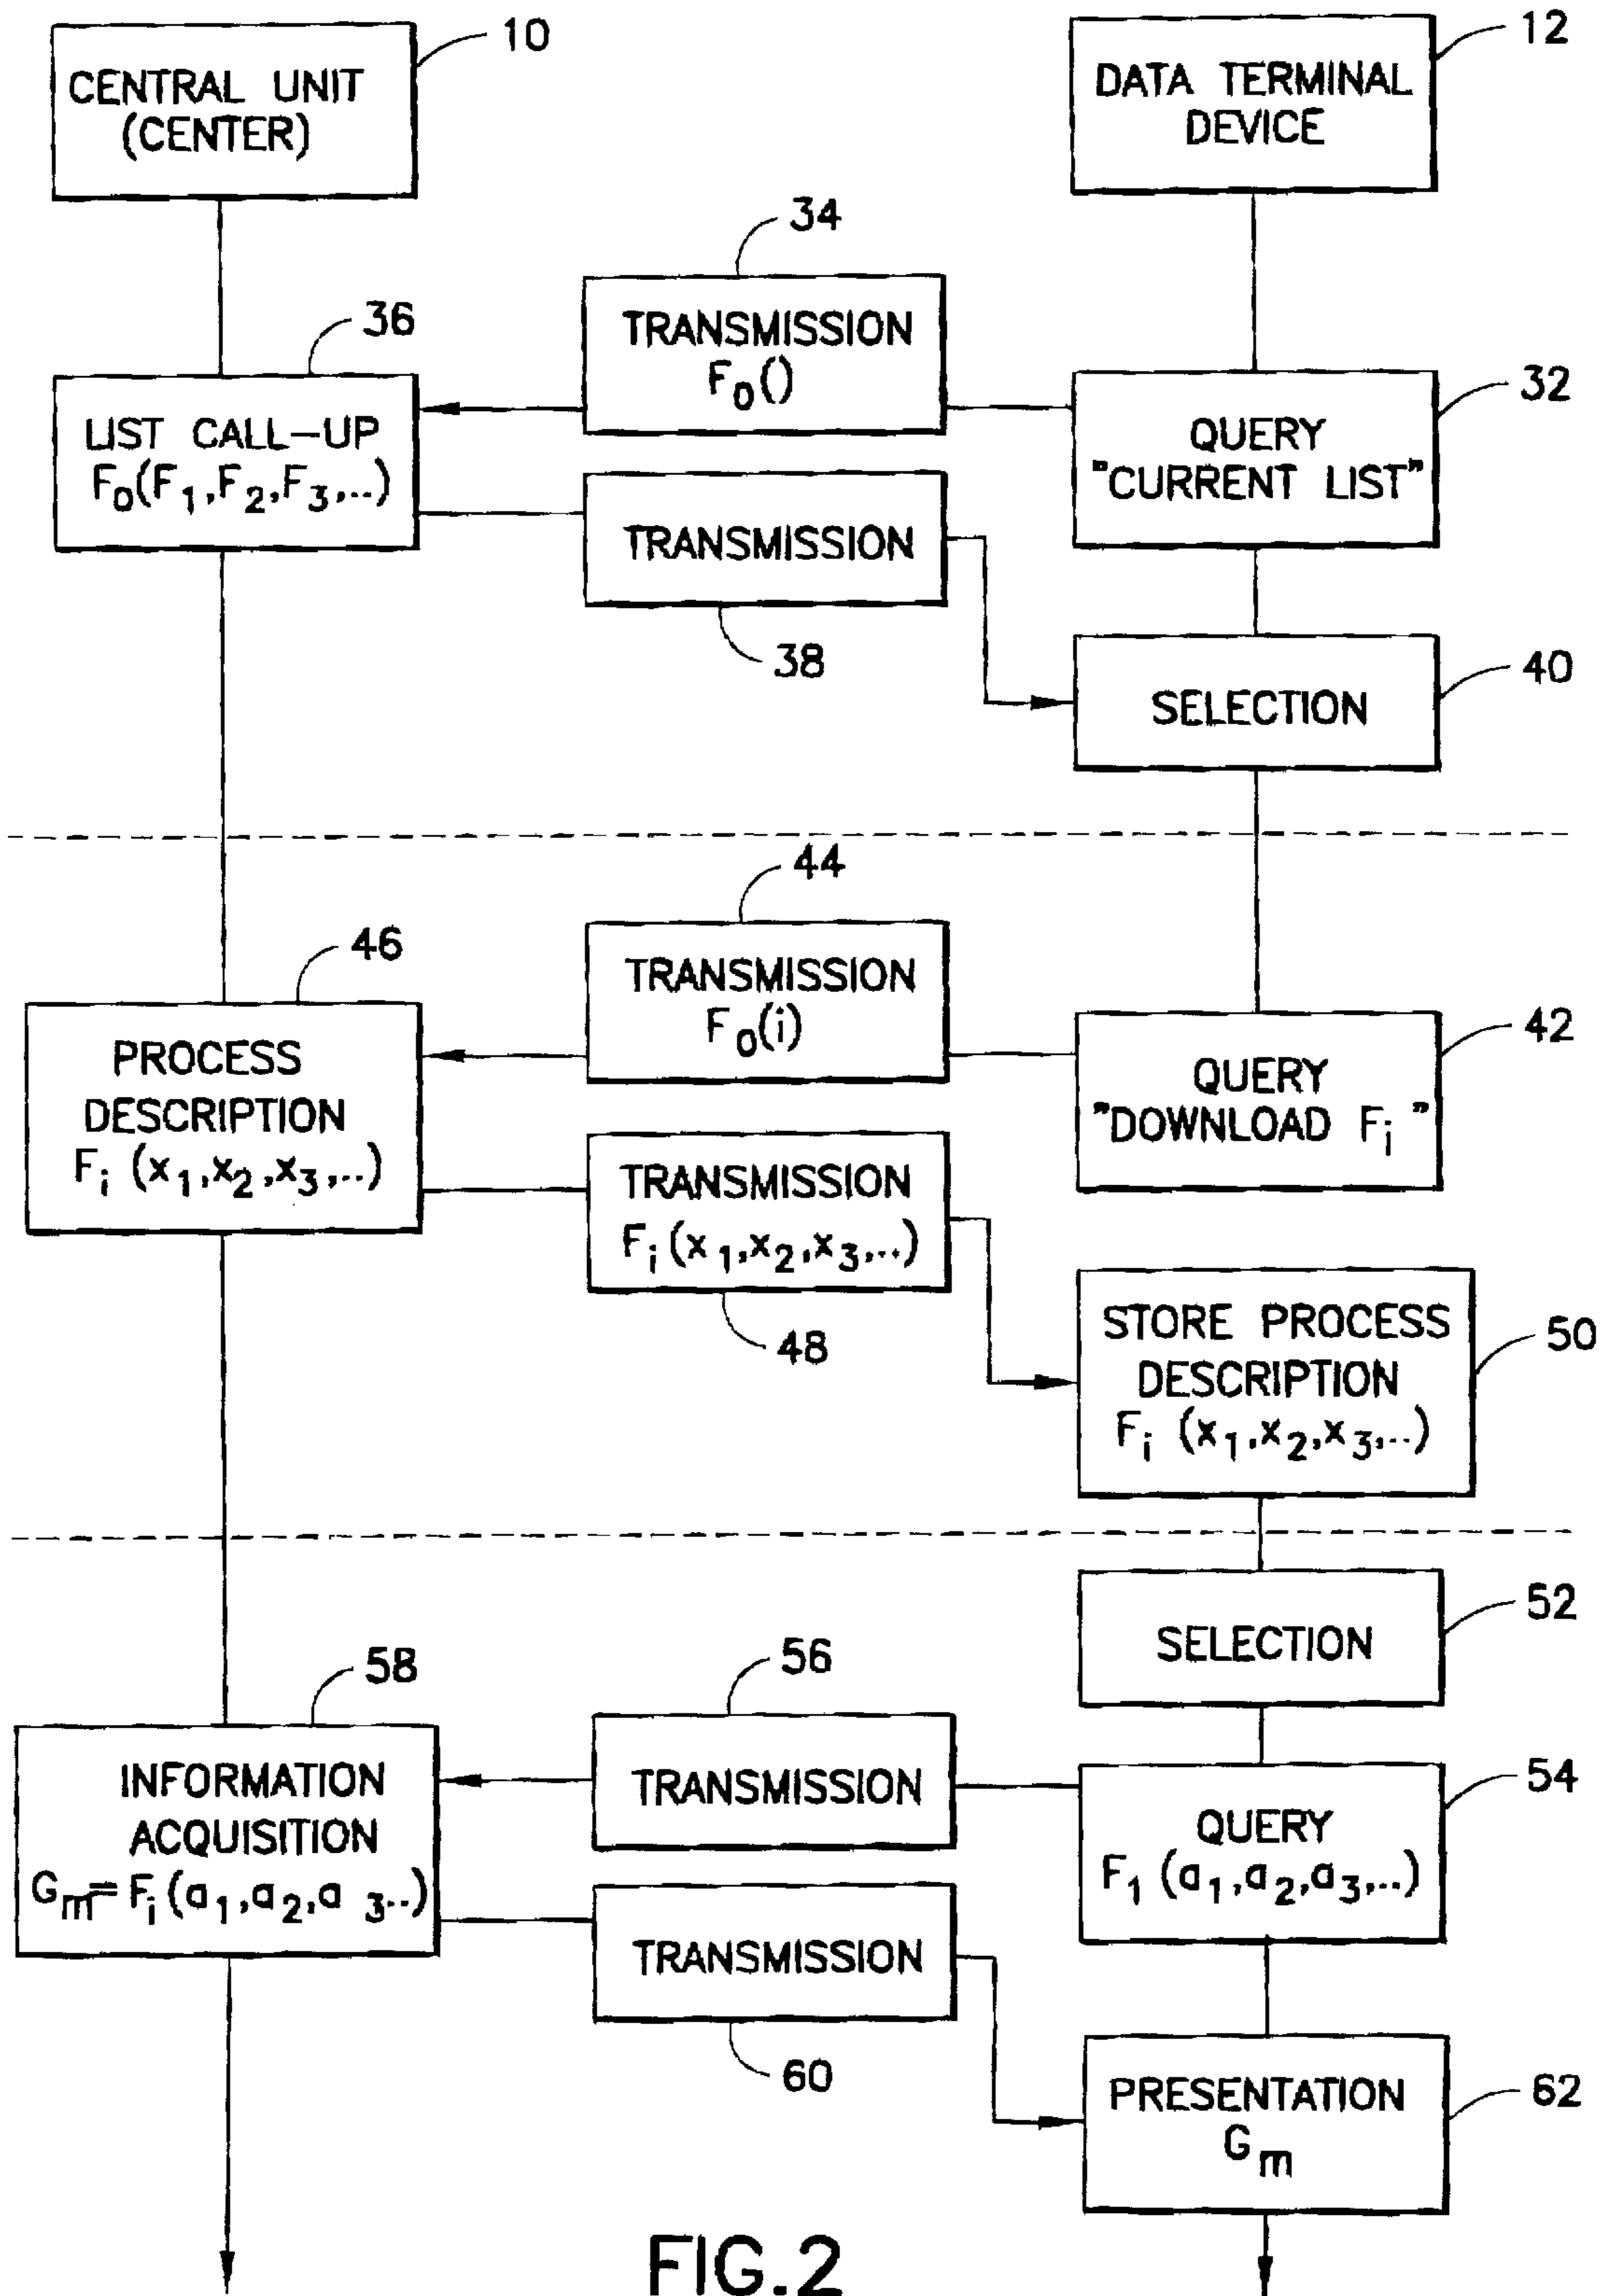 10
CENTRAL UNIT
(CENTER)
12
DATA TERMINAL
DEVICE
34
TRANSMISSION
F0()
36
LIST CALL-UP
F0(F1,F2,F3,..)
32
QUERY
"CURRENT LIST"
TRANSMISSION
38
40
SELECTION
44
TRANSMISSION
F0(i)
46
PROCESS
DESCRIPTION
Fi (x1,x2,x3,..)
42
QUERY
"DOWNLOAD Fi "
TRANSMISSION
Fi (x1,x2,x3,..)
48
STORE PROCESS
DESCRIPTION
Fi (x1,x2,x3,..)
50
52
SELECTION
56
TRANSMISSION
58
INFORMATION
ACQUISITION
Gm=Fi (a1,a2,a 3..)
54
QUERY
F1 (a1,a2,a3,..)
TRANSMISSION
60
62
PRESENTATION
Gm
FIG.2